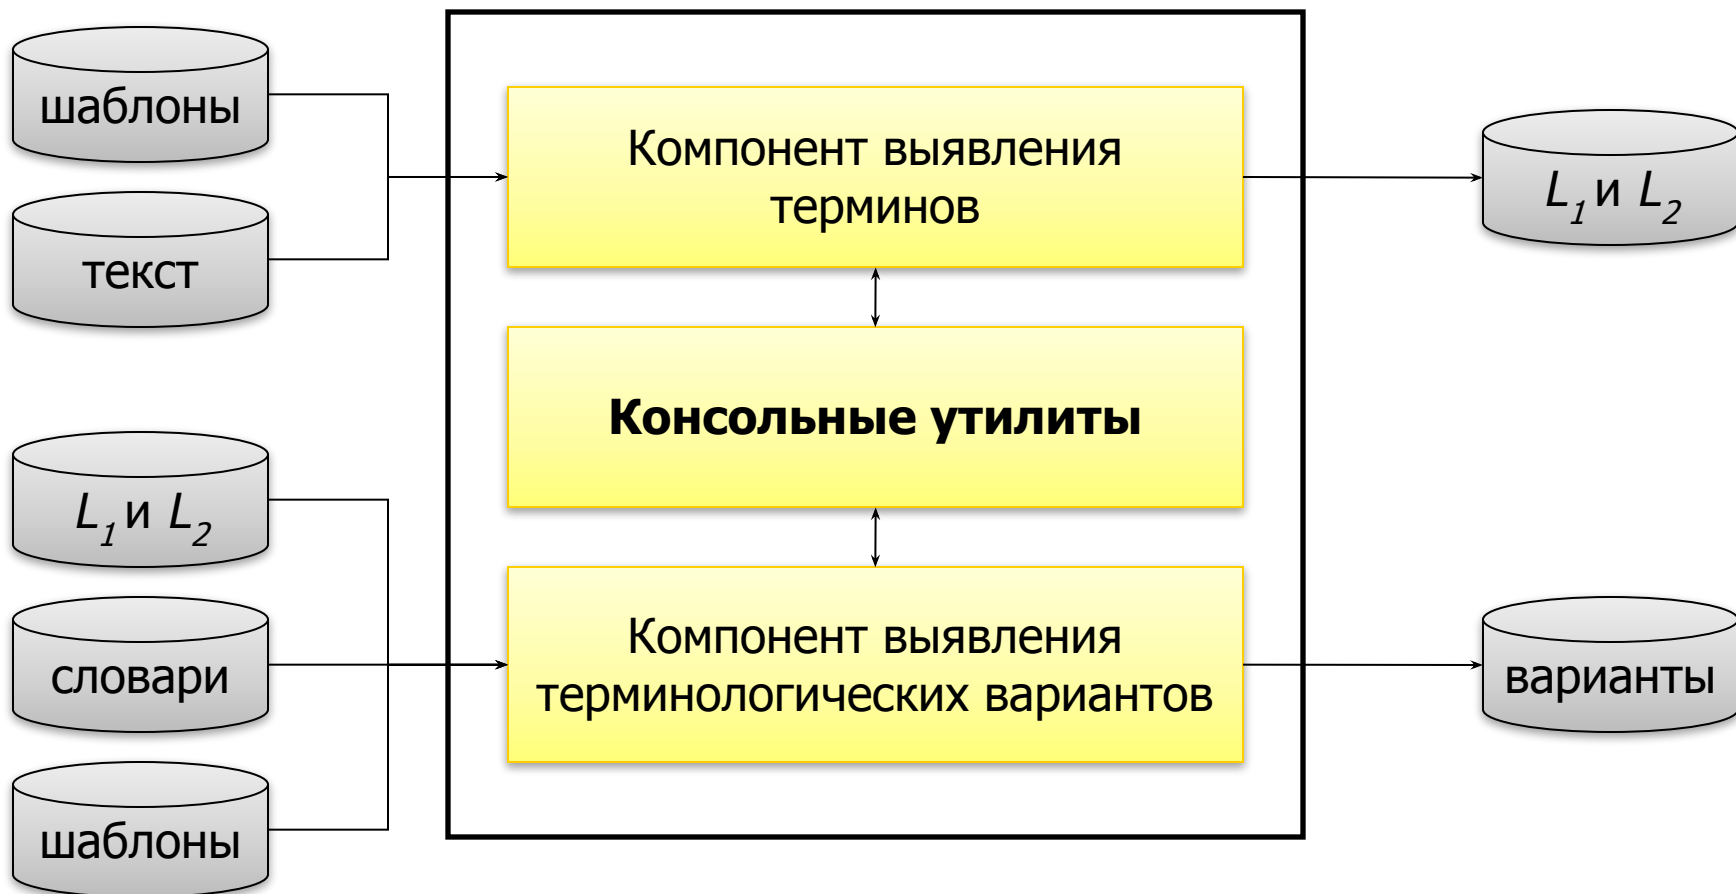 шаблоны
текст
Компонент выявления
терминов
L₁ и L₂
Консольные утилиты
L₁ и L₂
словари
шаблоны
Компонент выявления
терминологических вариантов
варианты